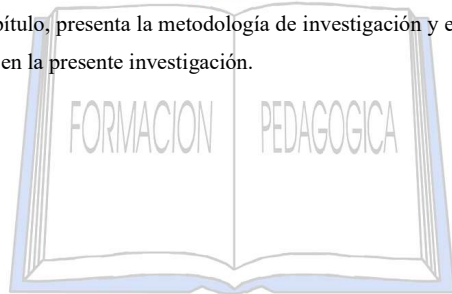 pítulo, presenta la metodología de investigación y e
en la presente investigación.
FORMACION PEDAGOGICA